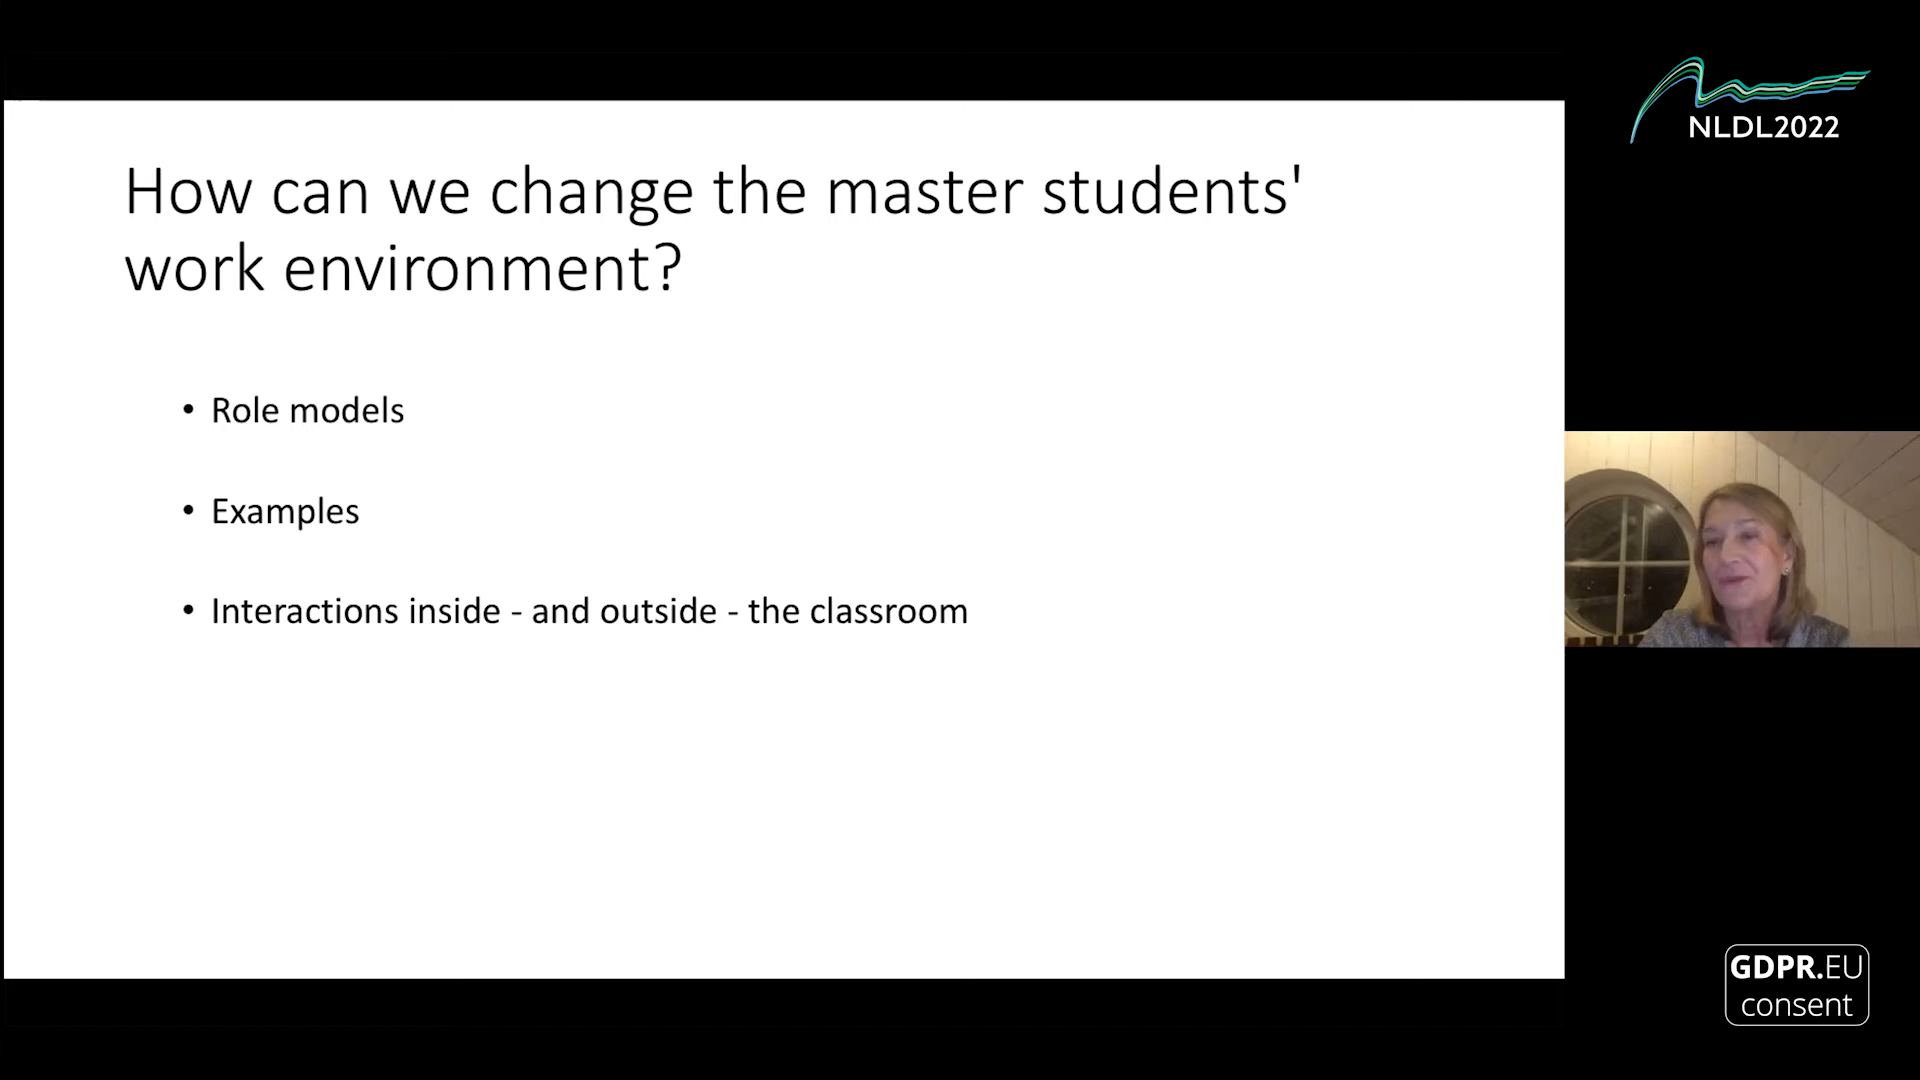 How can we change the master students'
work environment?
• Role models
• Examples
• Interactions inside - and outside - the classroom
NLDL2022
GDPR.EU
consent